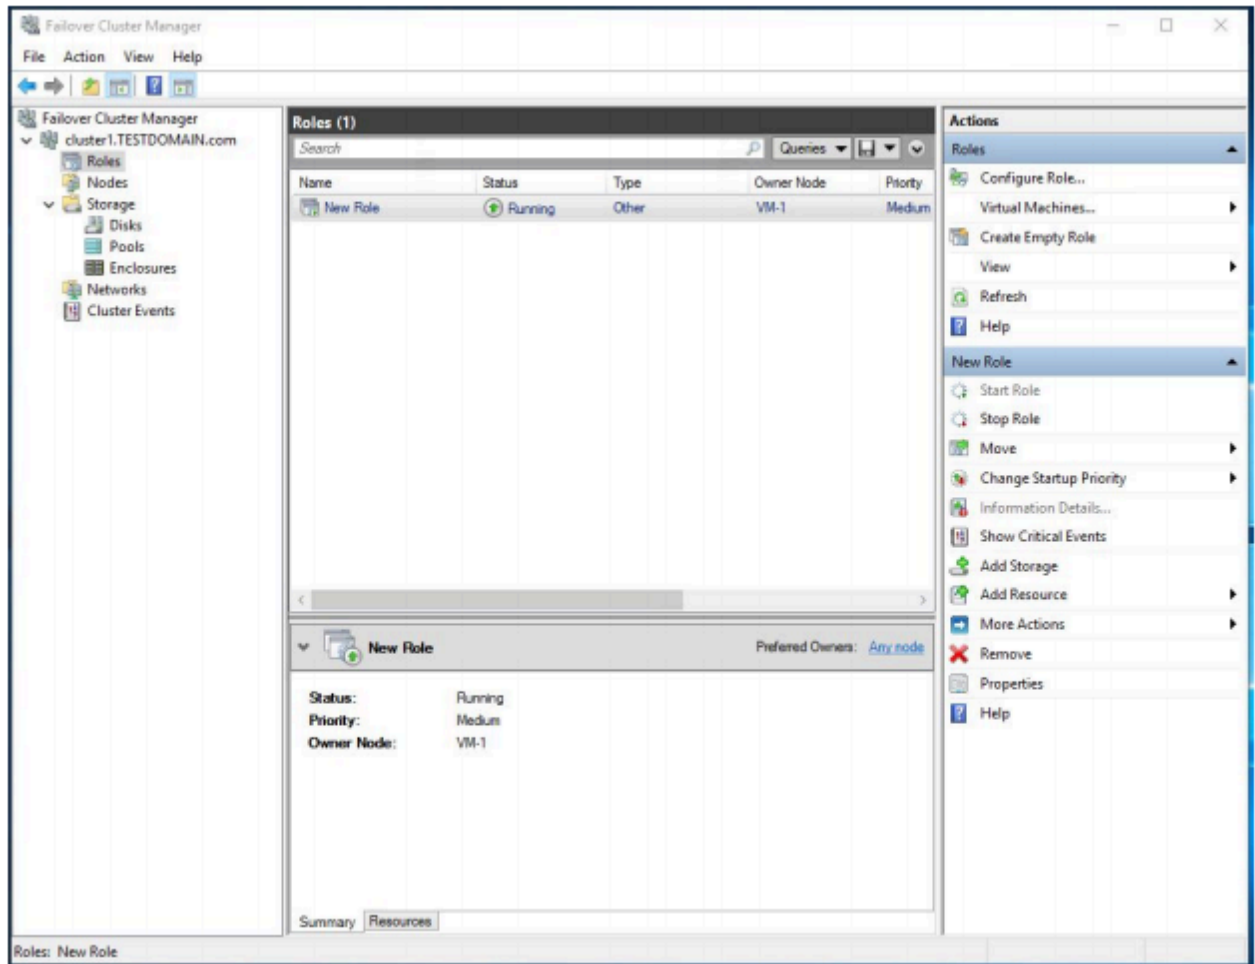 Failover Cluster Manager
File Action View Help
Failover Cluster Manager
cluster1.TESTDOMAIN.com
Roles
Nodes
Storage
Disks
Pools
Enclosures
Networks
Cluster Events
Roles (1)
Search Queries
Name Status Type Owner Node Priority
New Role Running Other VM-1 Medium
New Role Preferred Owners: Any node
Status: Running
Priority: Medium
Owner Node: VM-1
Summary Resources
Actions
Roles
Configure Role...
Virtual Machines...
Create Empty Role
View
Refresh
Help
New Role
Start Role
Stop Role
Move
Change Startup Priority
Information Details...
Show Critical Events
Add Storage
Add Resource
More Actions
Remove
Properties
Help
Roles: New Role